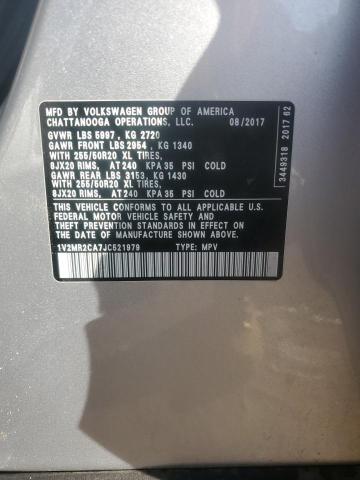 MFD BY VOLKSWAGEN GROUP OF AMERICA
CHATTANOOGA OPERATIONS, LLC. 08/2017
GVWR LBS 5997, KG 2720
GAWR FRONT LBS 2954, KG 1340
WITH 255/50R20 XL TIRES,
8JX20 RIMS, AT 240 KPA 35 PSI COLD
GAWR REAR LBS 3153, KG 1430
WITH 255/50R20 XL TIRES,
8JX20 RIMS, AT 240 KPA 35 PSI COLD
THIS VEHICLE CONFORMS TO ALL APPLICABLE U.S.
FEDERAL MOTOR VEHICLE SAFETY AND
THEFT PREVENTION STANDARDS IN EFFECT ON
THE DATE OF MANUFACTURE SHOWN ABOVE.
1V2MR2CA7JC521979 TYPE: MPV
3449318 2017 62